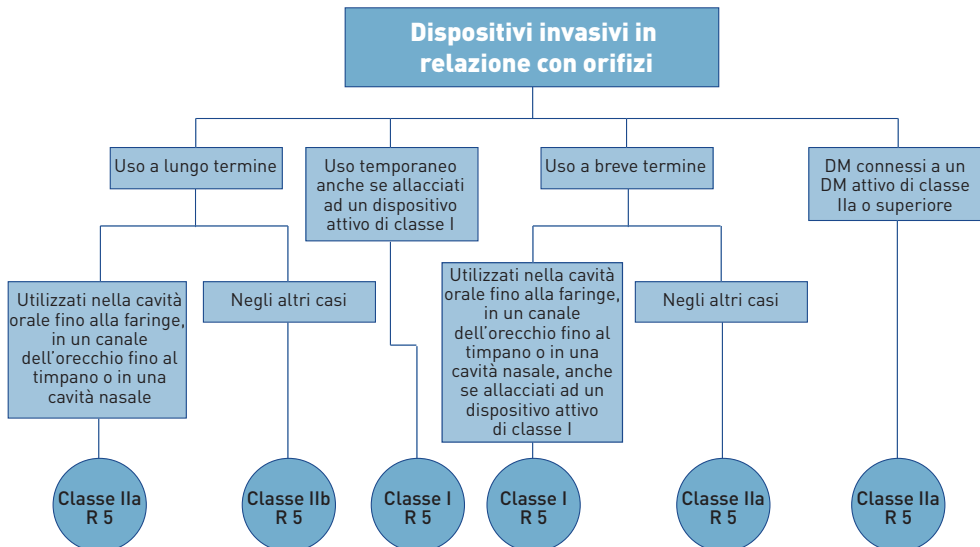 Dispositivi invasivi in
relazione con orifizi
Uso a lungo termine
Uso temporaneo
anche se allacciati
ad un dispositivo
attivo di classe I
Uso a breve termine
DM connessi a un
DM attivo di classe
IIa o superiore
Utilizzati nella cavità
orale fino alla faringe,
in un canale
dell'orecchio fino al
timpano o in una
cavità nasale
Negli altri casi
Utilizzati nella cavità
orale fino alla faringe,
in un canale
dell'orecchio fino al
timpano o in una
cavità nasale, anche
se allacciati ad un
dispositivo attivo
di classe I
Negli altri casi
Classe IIa
R 5
Classe IIb
R 5
Classe I
R 5
Classe I
R 5
Classe IIa
R 5
Classe IIa
R 5